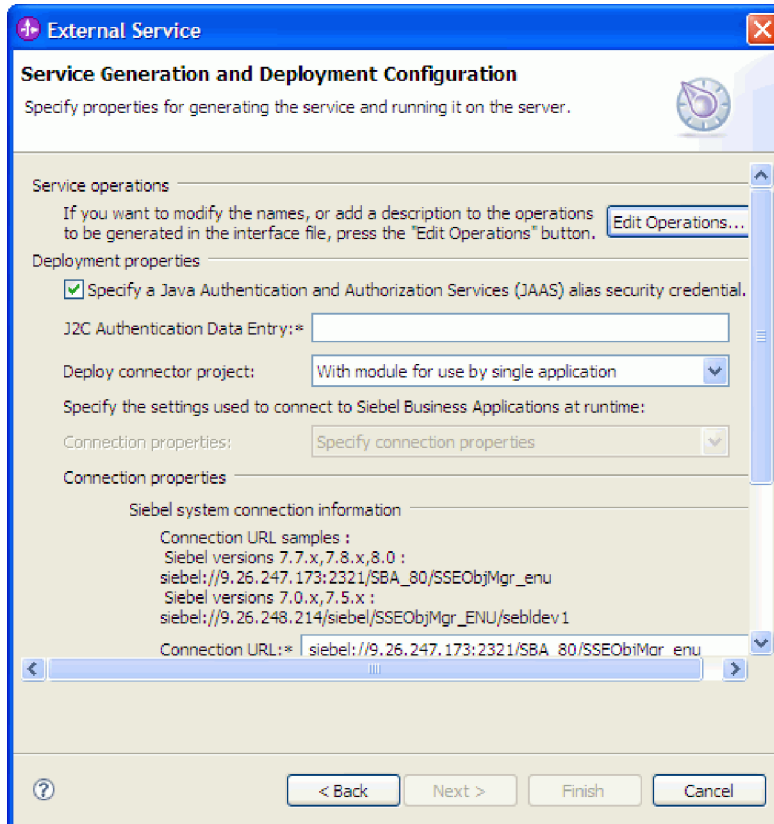 External Service
Service Generation and Deployment Configuration
Specify properties for generating the service and running it on the server.
Service operations
If you want to modify the names, or add a description to the operations
to be generated in the interface file, press the "Edit Operations" button.
Edit Operations...
Deployment properties
Specify a Java Authentication and Authorization Services (JAAS) alias security credential.
J2C Authentication Data Entry:*
Deploy connector project: With module for use by single application
Specify the settings used to connect to Siebel Business Applications at runtime:
Connection properties: Specify connection properties
Connection properties
Siebel system connection information
Connection URL samples :
Siebel versions 7.7.x,7.8.x,8.0 :
siebel://9.26.247.173:2321/SBA_80/SSEObjMgr_enu
Siebel versions 7.0.x,7.5.x :
siebel://9.26.248.214/siebel/SSEObjMgr_ENU/sebldev1
Connection URL:* siebel://9.26.247.173:2321/SBA_80/SSEObjMgr_enu
? < Back Next > Finish Cancel